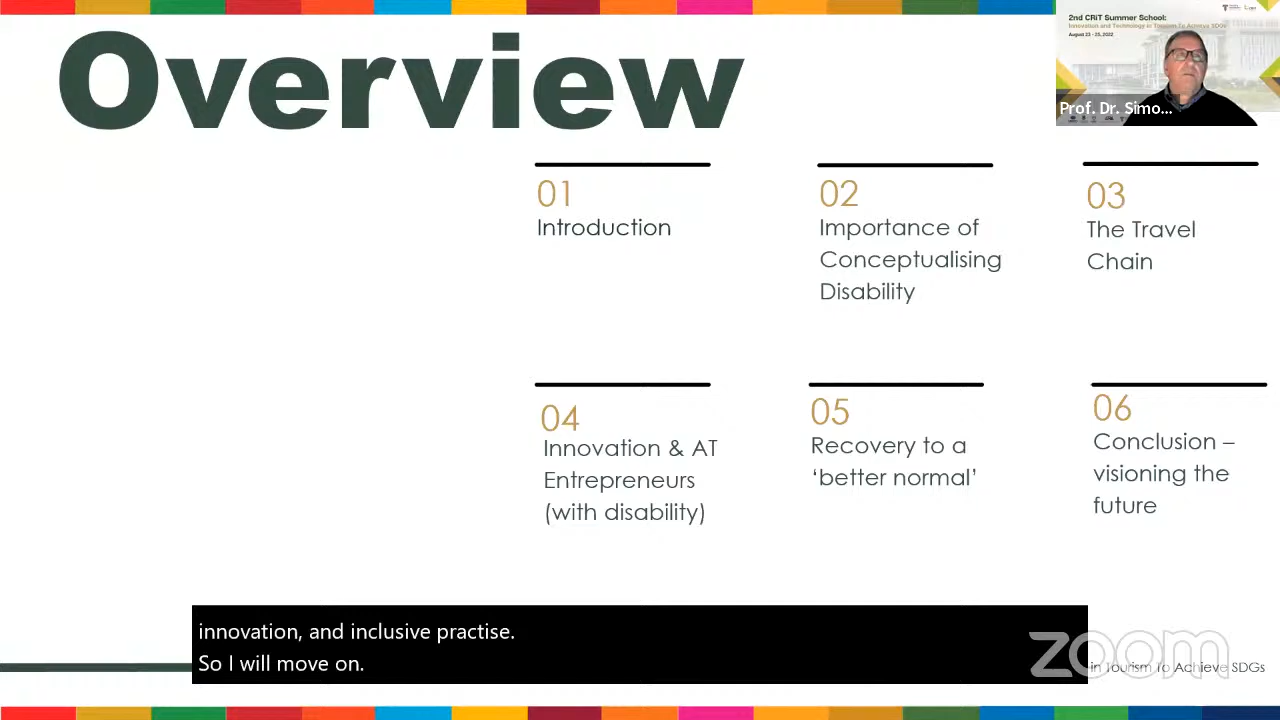 Overview
2nd CRiT Summer School:
Innovation and Technology in Tourism To Achieve SDGs
August 23 - 25, 2022
Prof. Dr. Simo...
01
Introduction
02
Importance of
Conceptualising
Disability
03
The Travel
Chain
04
Innovation & AT
Entrepreneurs
(with disability)
05
Recovery to a
‘better normal’
06
Conclusion –
visioning the
future
innovation, and inclusive practise.
So I will move on.
zoom
in Tourism To Achieve SDGs